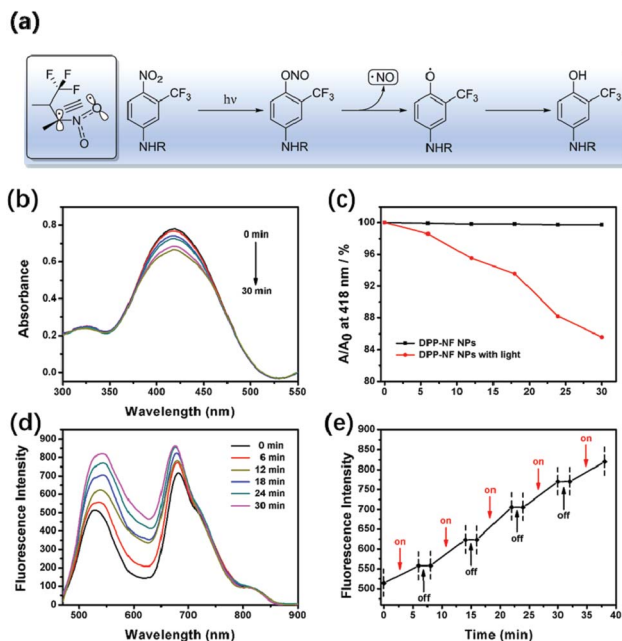 (a)
F F F N O O
NO₂ CF₃ NHR
hν
ONO CF₃ NHR
·NO
O· CF₃ NHR
OH CF₃ NHR
(b)
Absorbance
0.8
0.6
0.4
0.2
0.0
0 min
30 min
300 350 400 450 500 550
Wavelength (nm)
(c)
A/A0 at 418 nm / %
100
96
92
88
84
80
DPP-NF NPs
DPP-NF NPs with light
0 5 10 15 20 25 30
(d)
Fluorescence Intensity
900
800
700
600
500
400
300
200
100
0
0 min
6 min
12 min
18 min
24 min
30 min
500 600 700 800 900
Wavelength (nm)
(e)
Fluorescence Intensity
850
800
750
700
650
600
550
500
on on on on on
off off off off
0 5 10 15 20 25 30 35 40
Time (min)